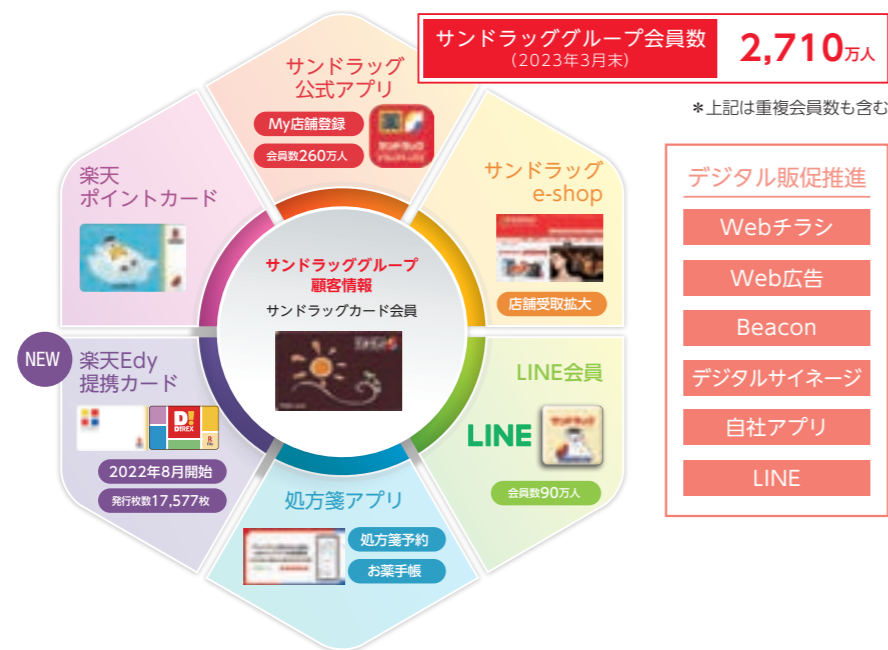 サンドラッググループ会員数
（2023年3月末）
2,710万人
＊上記は重複会員数も含む
サンドラッグ
公式アプリ
My店舗登録
会員数260万人
サンドラッグ
e-shop
店舗受取拡大
LINE会員
LINE
会員数90万人
処方箋アプリ
処方箋予約
お薬手帳
NEW
楽天Edy
提携カード
D!REX
2022年8月開始
発行枚数17,577枚
楽天
ポイントカード
サンドラッググループ
顧客情報
サンドラッグカード会員
デジタル販促推進
Webチラシ
Web広告
Beacon
デジタルサイネージ
自社アプリ
LINE